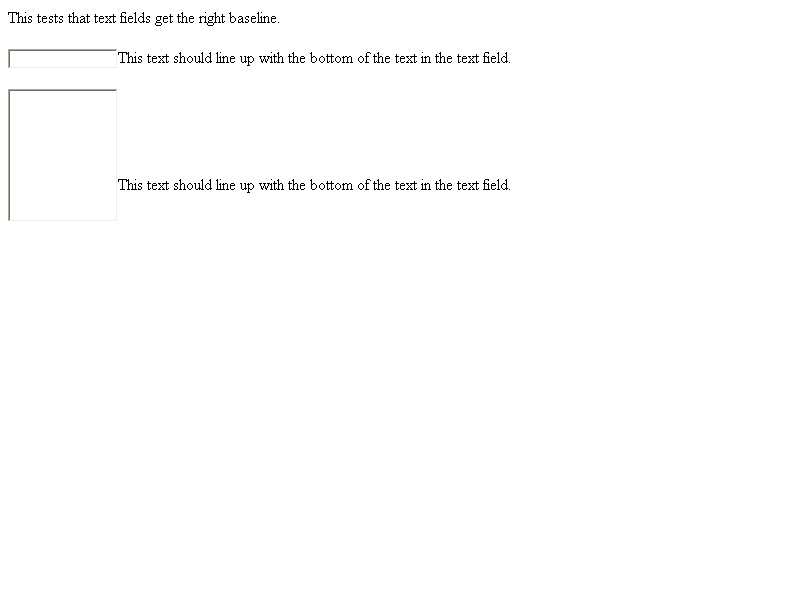 This tests that text fields get the right baseline.
This text should line up with the bottom of the text in the text field.
This text should line up with the bottom of the text in the text field.